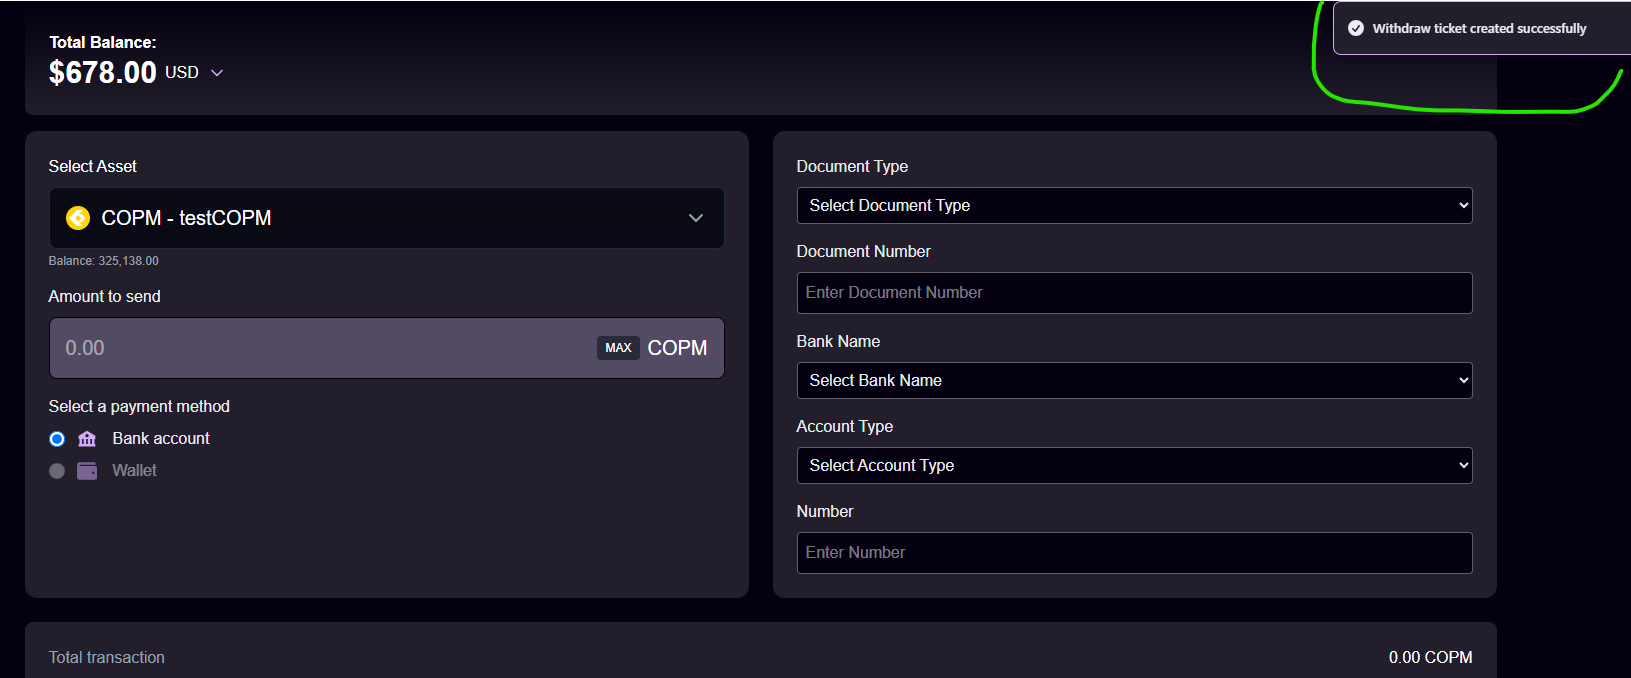 Total Balance:
$678.00 USD
Withdraw ticket created successfully
Select Asset
COPM - testCOPM
Balance: 325,138.00
Amount to send
0.00 MAX COPM
Select a payment method
Bank account
Wallet
Document Type
Select Document Type
Document Number
Enter Document Number
Bank Name
Select Bank Name
Account Type
Select Account Type
Number
Enter Number
Total transaction 0.00 COPM